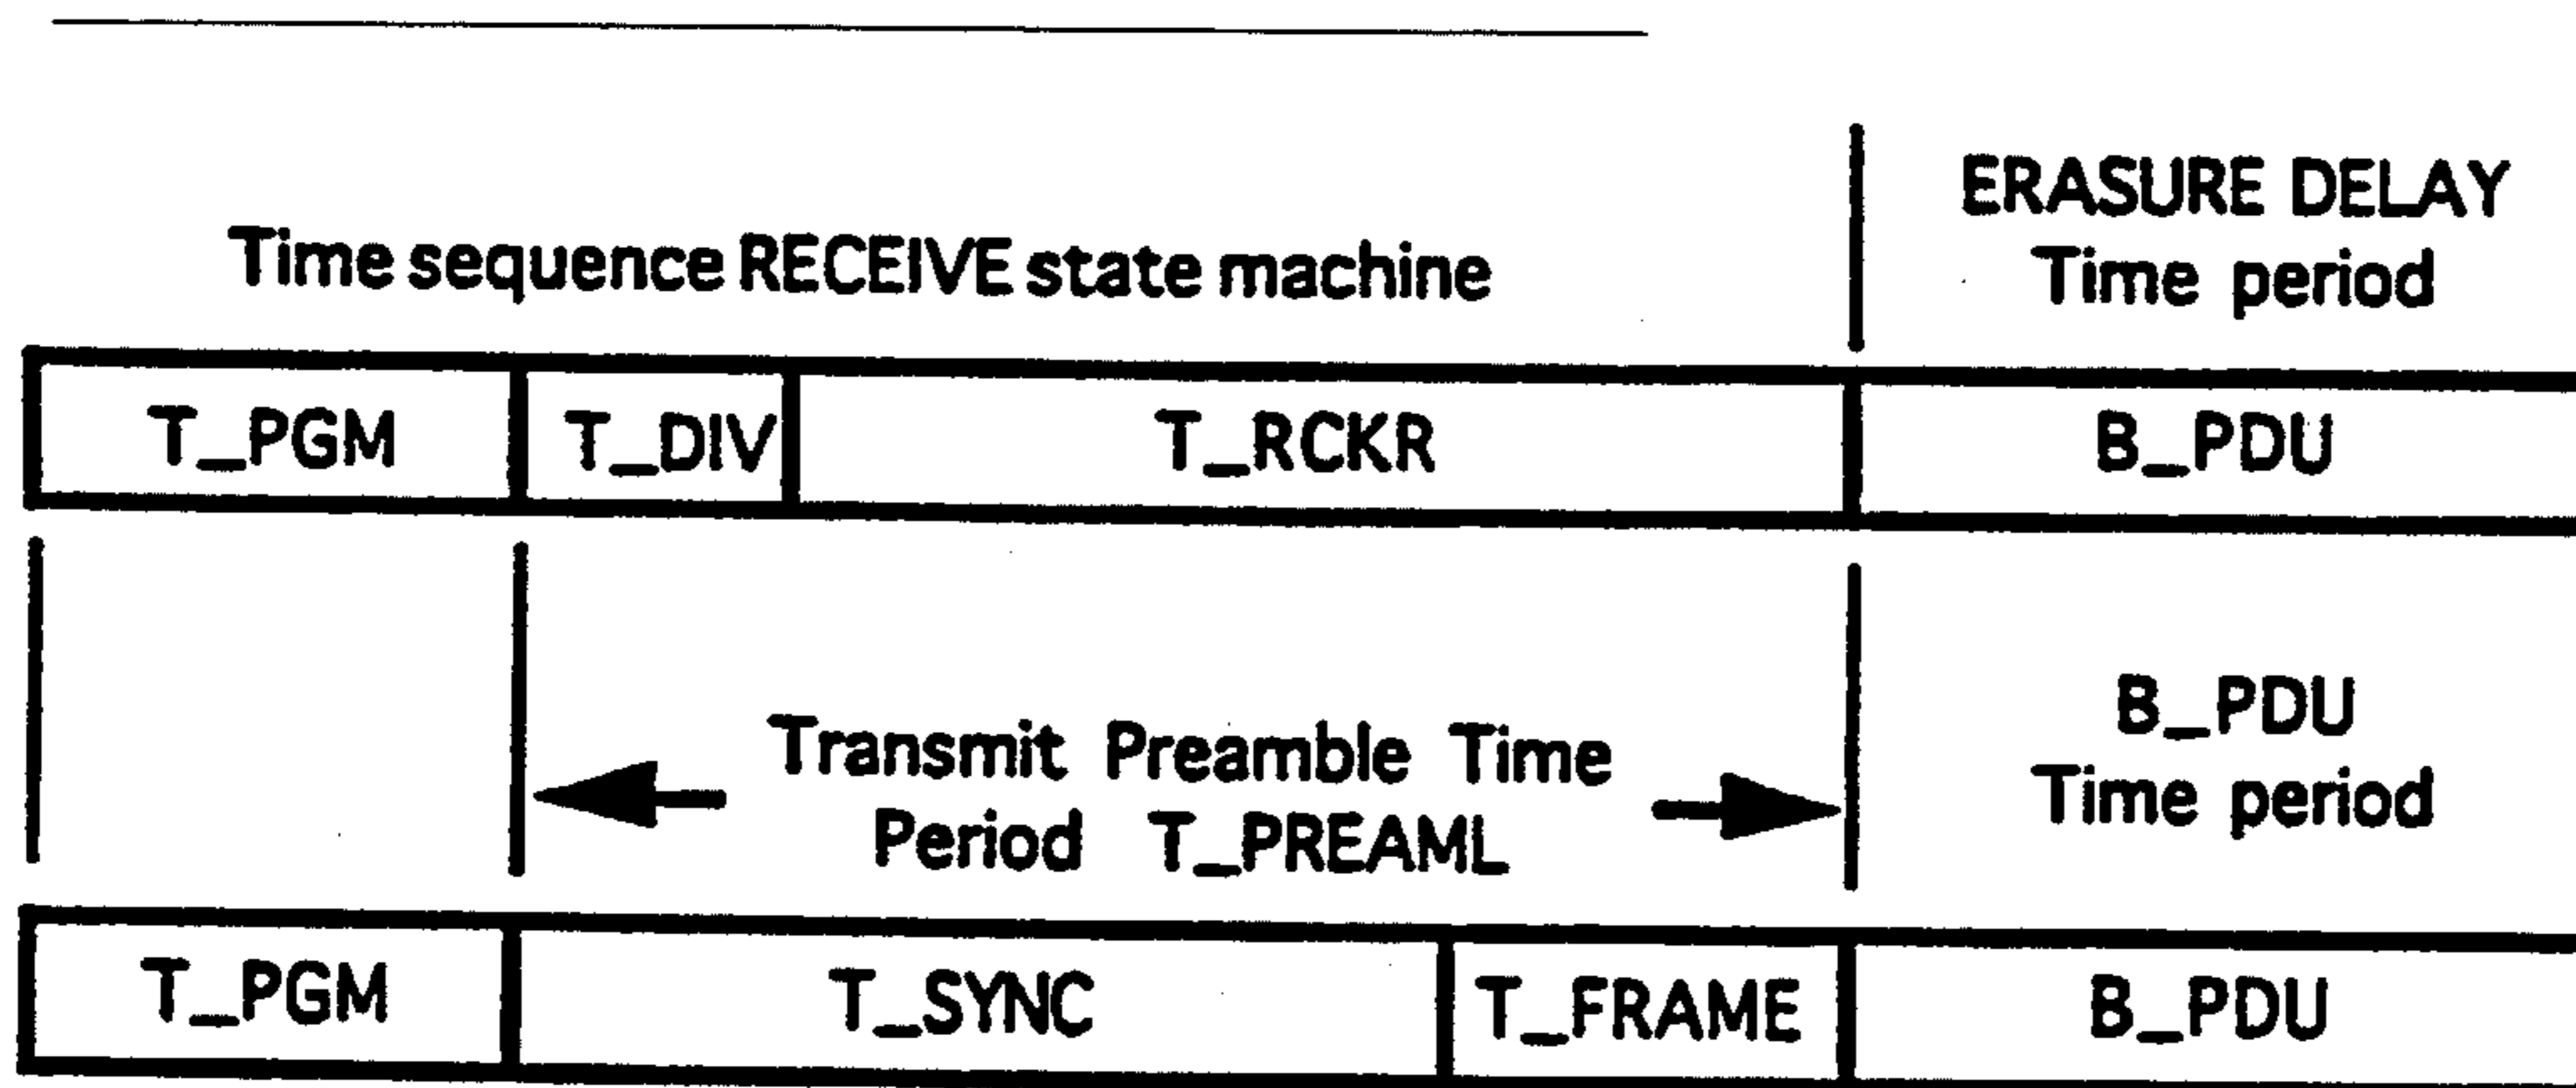 ERASURE DELAY
Time sequence RECEIVE state machine
Time period
T_PGM T_DIV T_RCKR B_PDU
B_PDU
Transmit Preamble Time
Time period
Period T_PREAML
T_PGM T_SYNC T_FRAME B_PDU